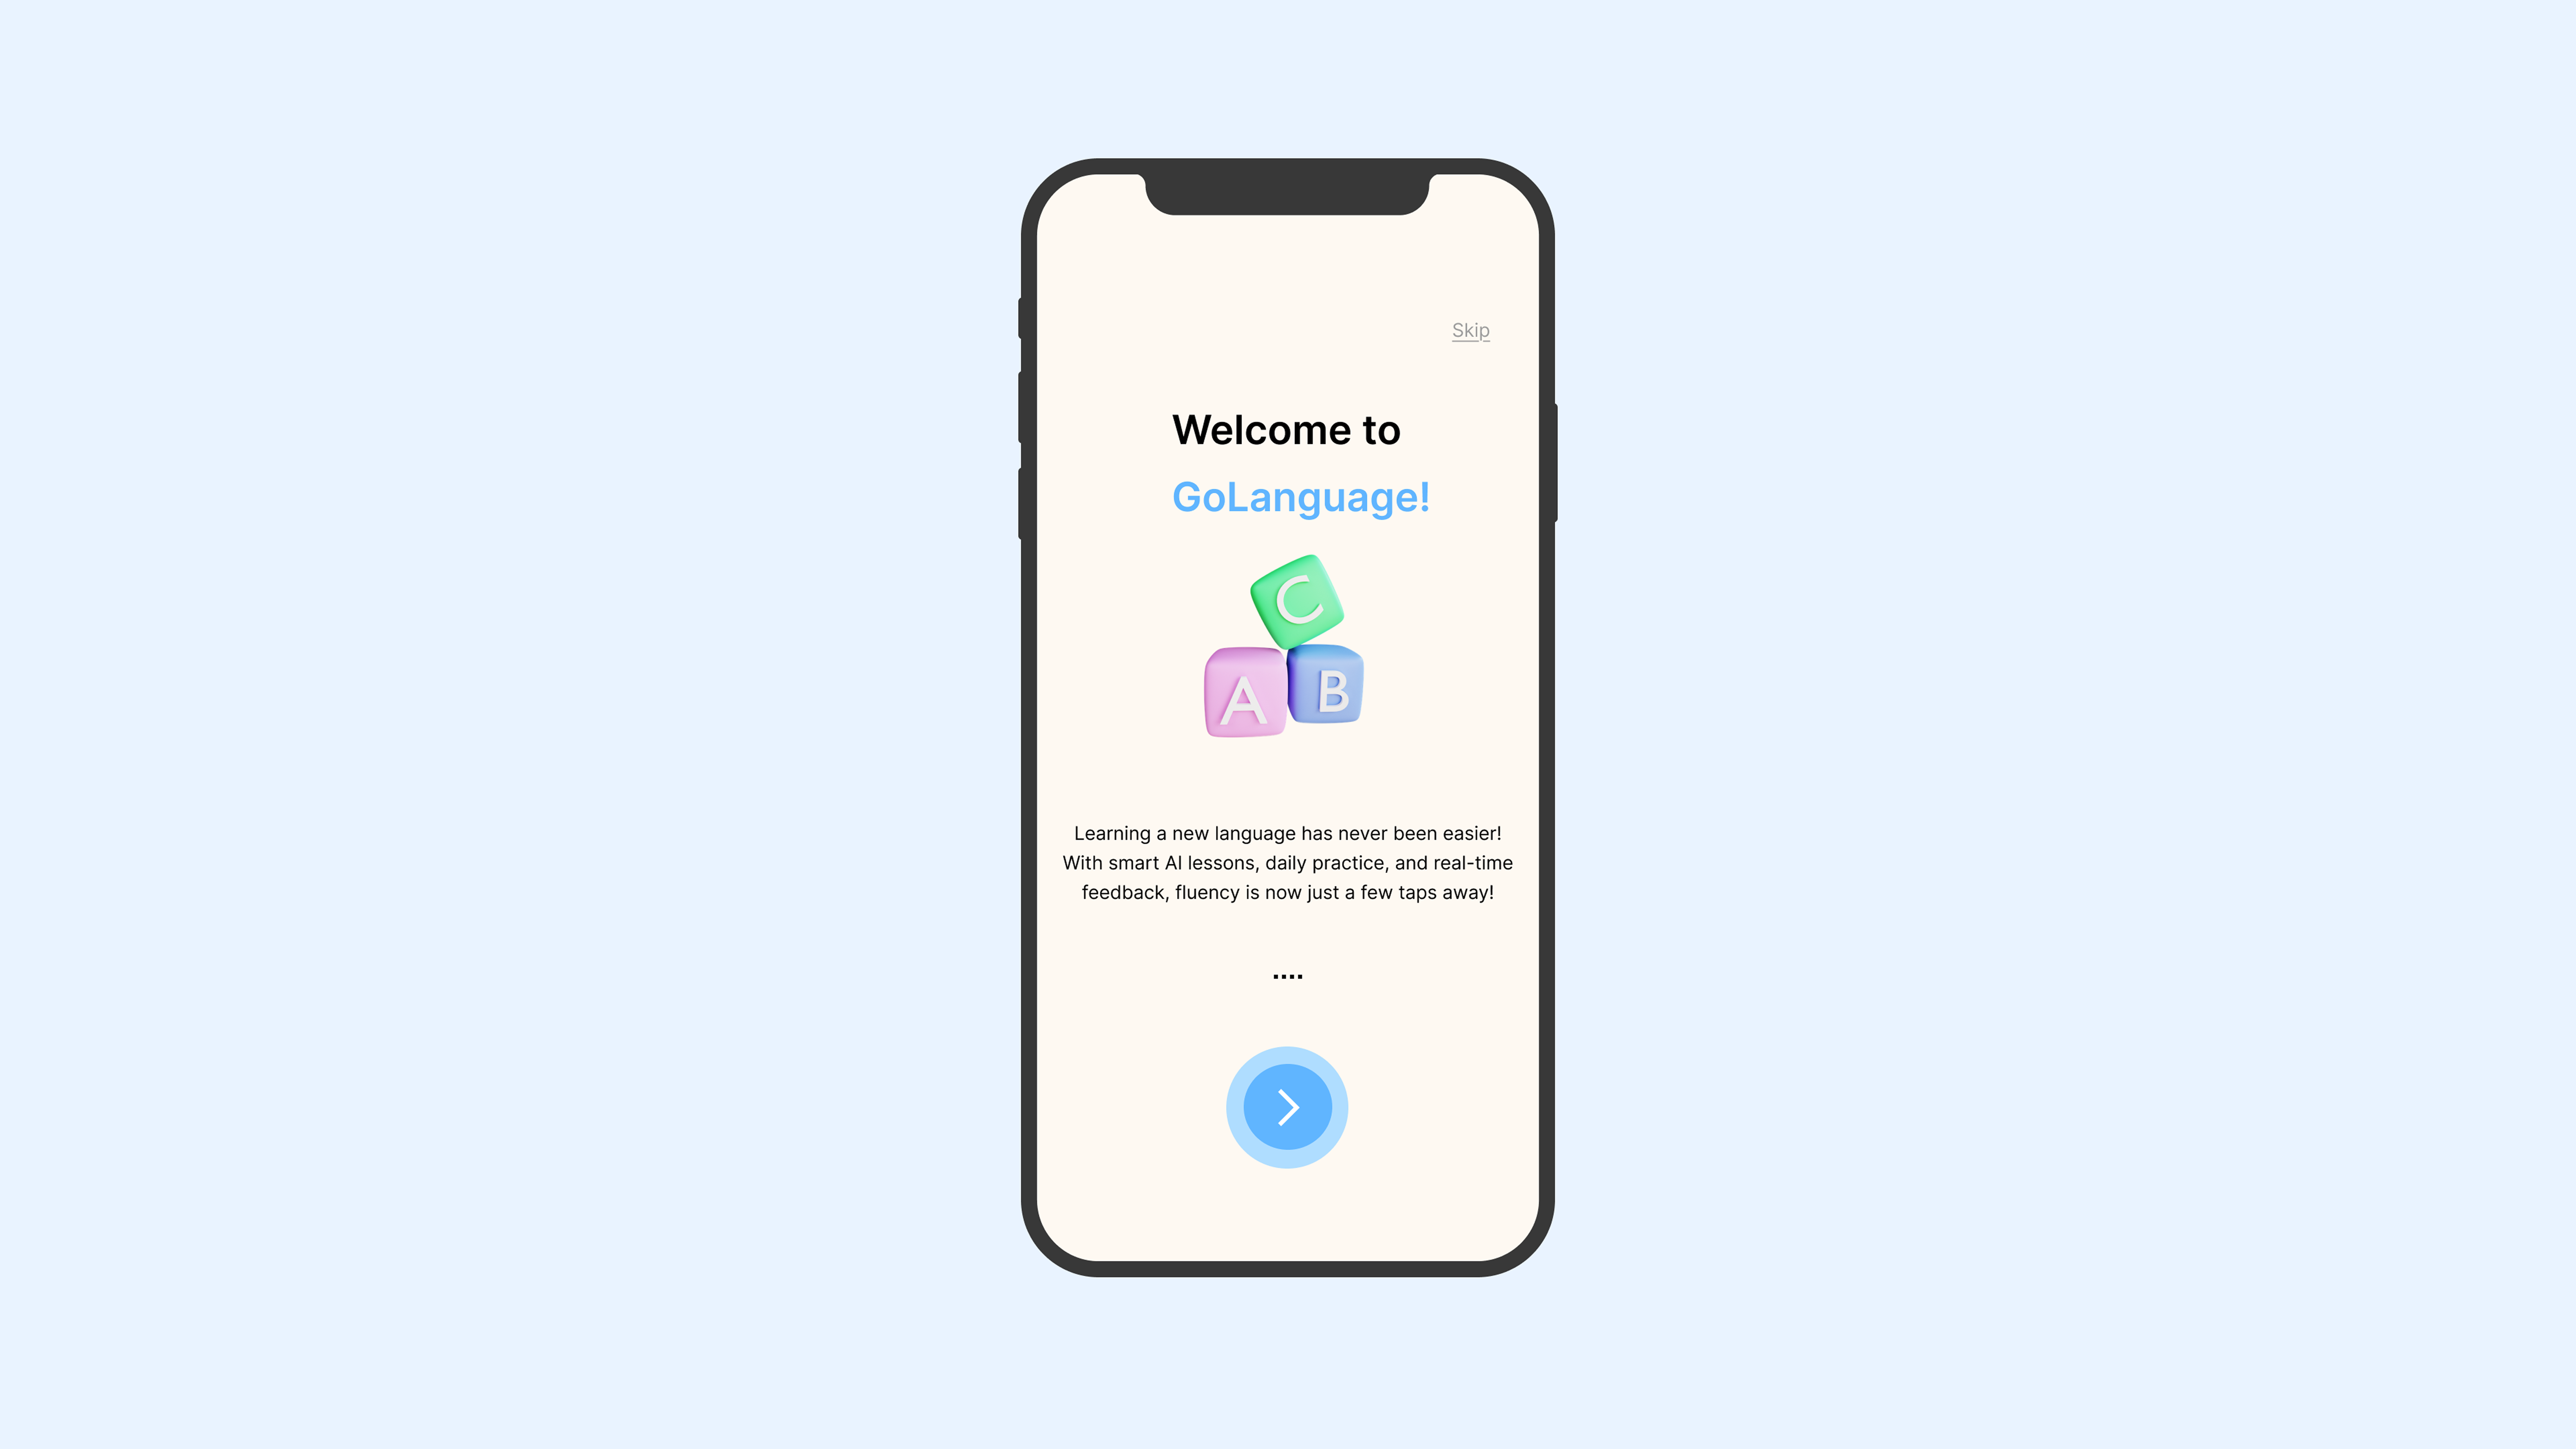 Skip
Welcome to
GoLanguage!
C
A B
Learning a new language has never been easier!
With smart AI lessons, daily practice, and real-time
feedback, fluency is now just a few taps away!
....